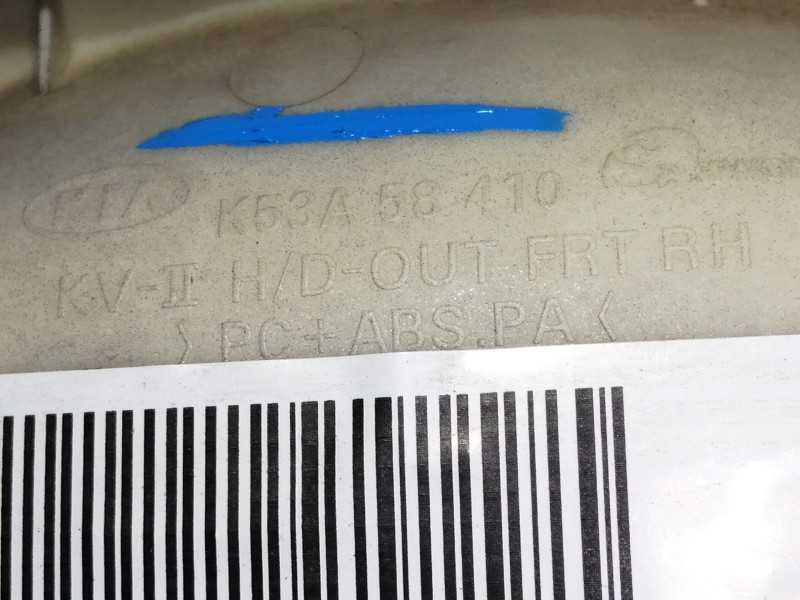 KIA K53A 58 410
KV-II H/D-OUT FRT RH
>PC+ABS.PA<